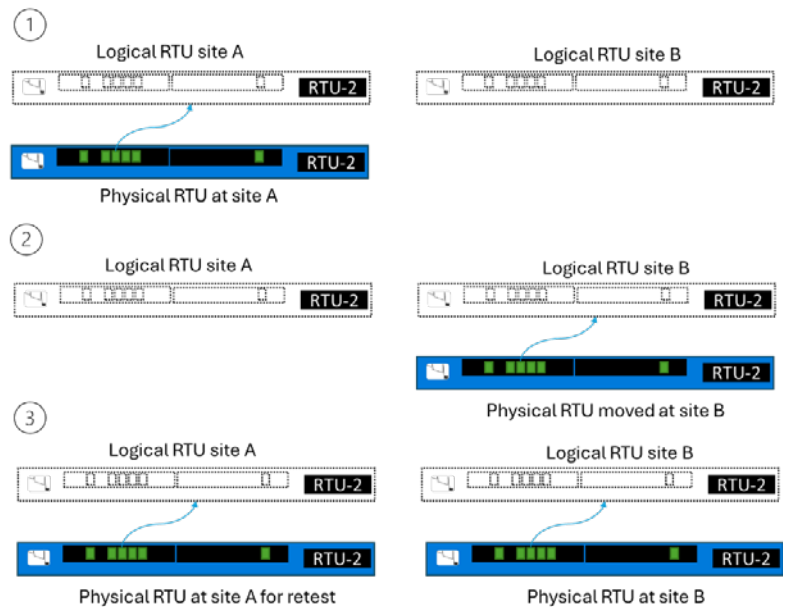 1
Logical RTU site A
Logical RTU site B
RTU-2
RTU-2
RTU-2
Physical RTU at site A
2
Logical RTU site A
Logical RTU site B
RTU-2
RTU-2
RTU-2
Physical RTU moved at site B
3
Logical RTU site A
Logical RTU site B
RTU-2
RTU-2
RTU-2
RTU-2
Physical RTU at site A for retest
Physical RTU at site B